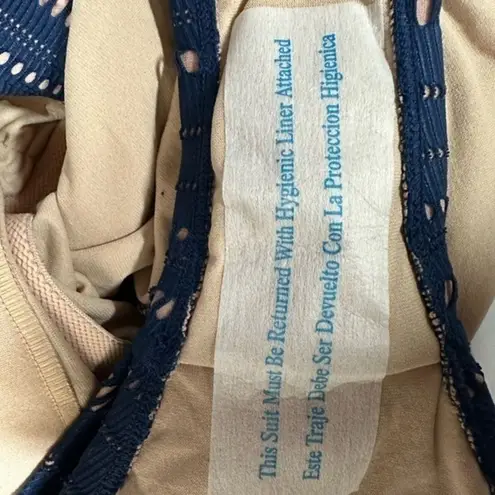 This Suit Must Be Returned With Hygienic Liner Attached
Este Traje Debe Ser Devuelto Con La Proteccion Higienica